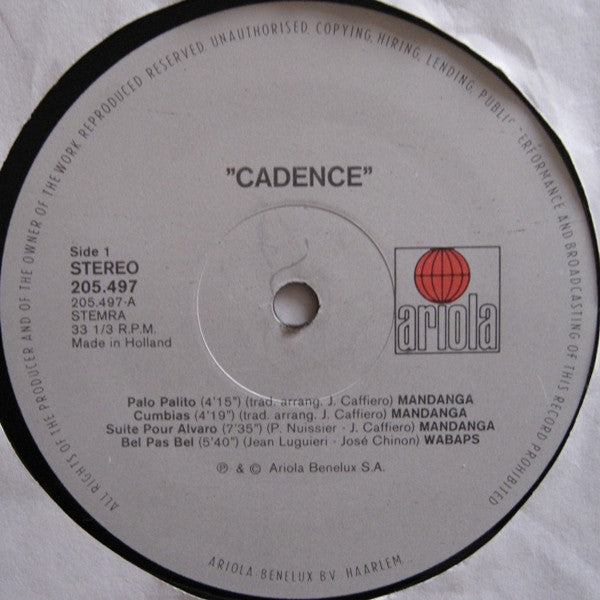 ALL RIGHTS OF THE PRODUCER AND OF THE OWNER OF THE WORK REPRODUCED RESERVED. UNAUTHORISED COPYING, HIRING, LENDING, PUBLIC PERFORMANCE AND BROADCASTING OF THIS RECORD PROHIBITED
"CADENCE"
Side 1
STEREO
205.497
205.497-A
STEMRA
33 1/3 R.P.M.
Made in Holland
ariola
Palo Palito (4'15") (trad. arrang. J. Caffiero) MANDANGA
Cumbias (4'19") (trad. arrang. J. Caffiero) MANDANGA
Suite Pour Alvaro (7'35") (P. Nuissier - J. Caffiero) MANDANGA
Bel Pas Bel (5'40") (Jean Luguieri - José Chinon) WABAPS
℗ & © Ariola Benelux S.A.
ARIOLA BENELUX B.V. HAARLEM